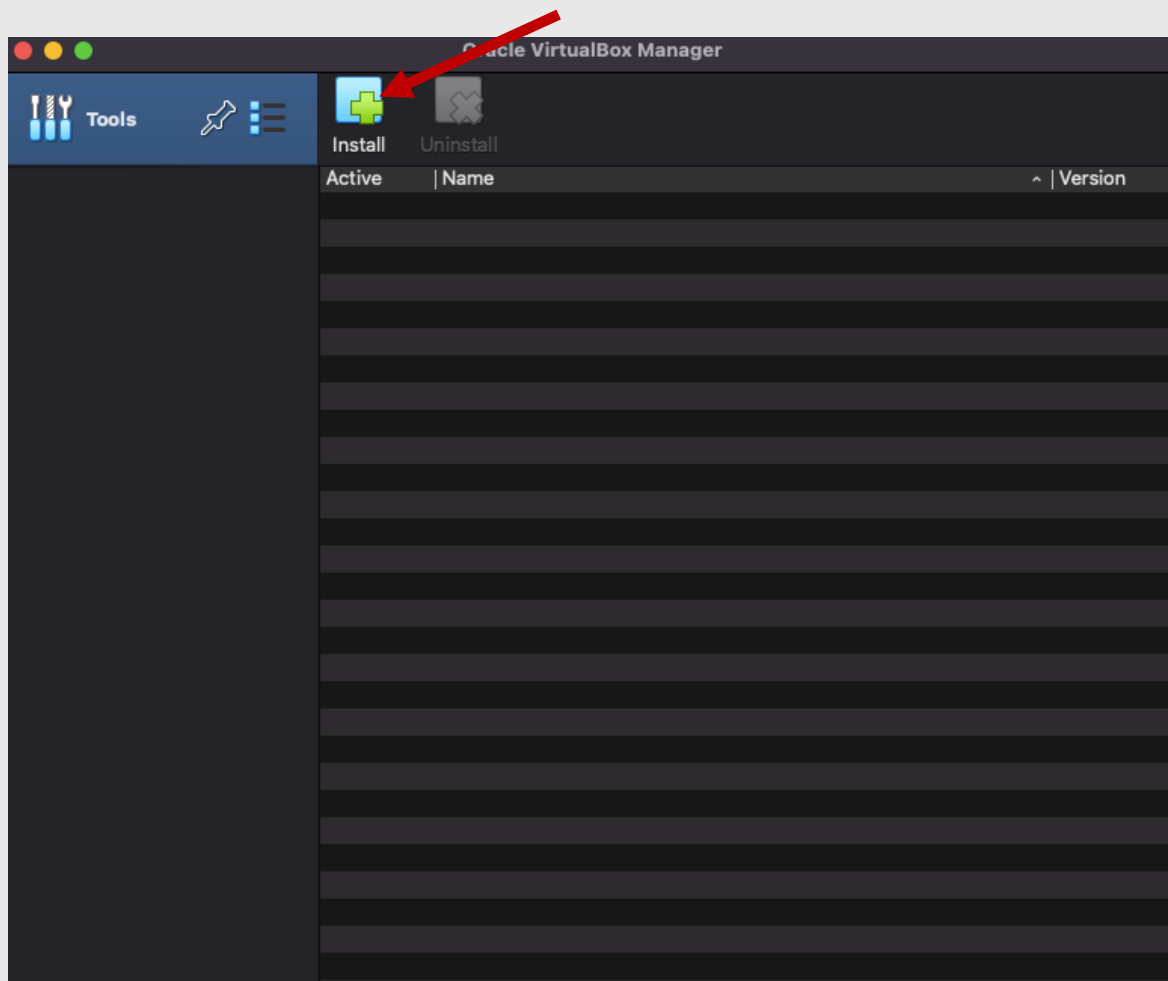 Oracle VirtualBox Manager
Tools
Install Uninstall
Active | Name ^ | Version